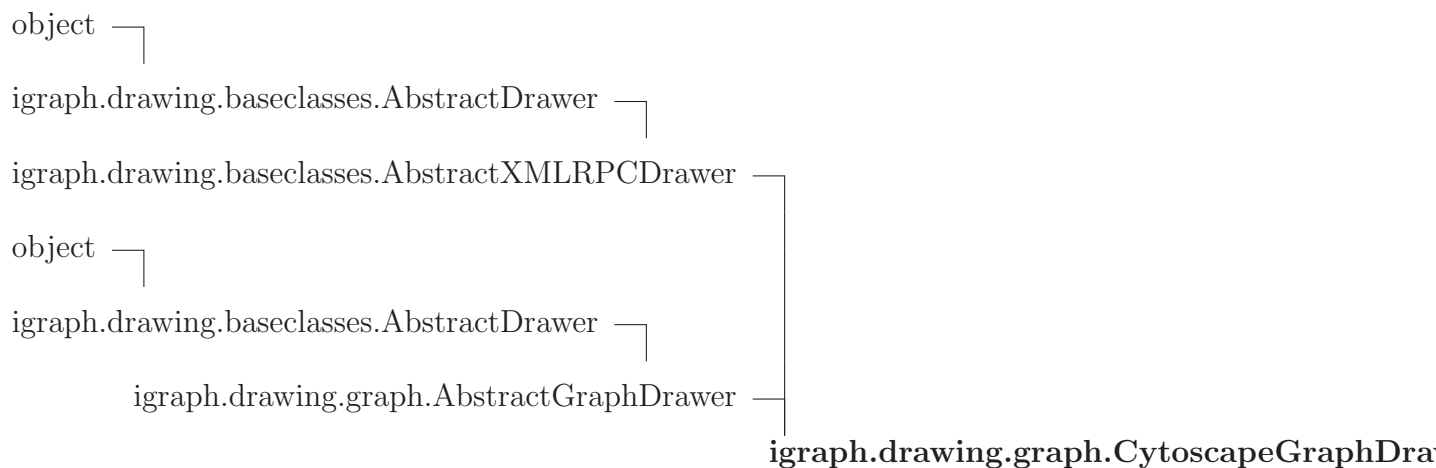 object
igraph.drawing.baseclasses.AbstractDrawer
igraph.drawing.baseclasses.AbstractXMLRPCDrawer
object
igraph.drawing.baseclasses.AbstractDrawer
igraph.drawing.graph.AbstractGraphDrawer
igraph.drawing.graph.CytoscapeGraphDra